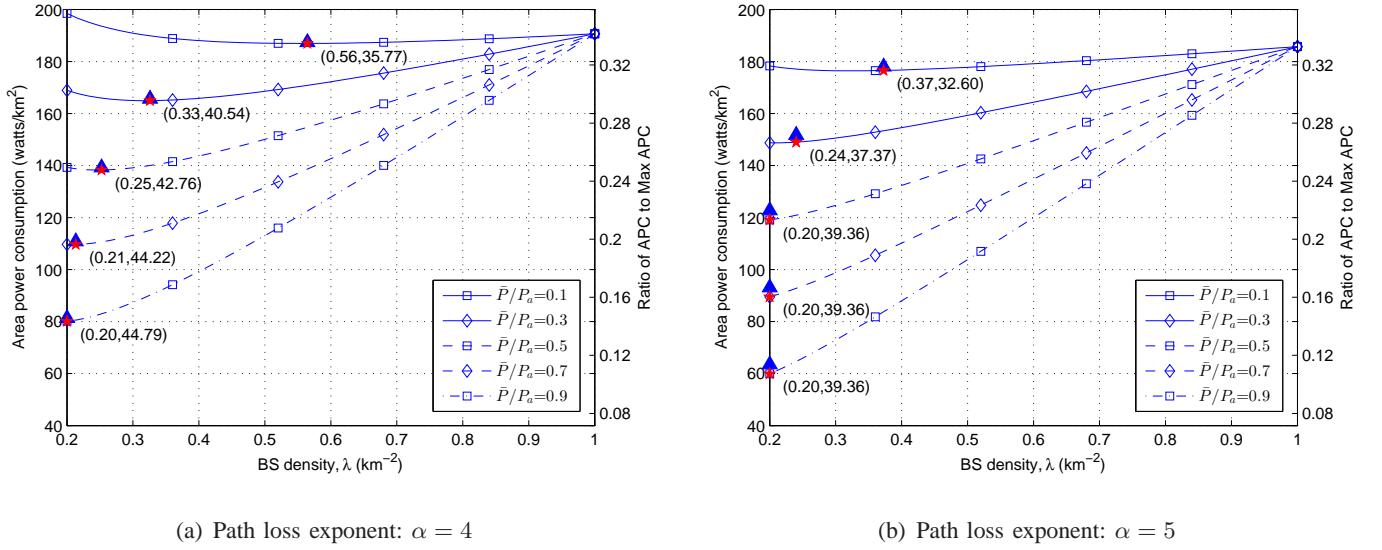 200
180
160
140
120
100
80
60
40
Area power consumption (watts/km²)
0.32
0.28
0.24
0.2
0.16
0.12
0.08
Ratio of APC to Max APC
(0.56,35.77)
(0.33,40.54)
(0.25,42.76)
(0.21,44.22)
(0.20,44.79)
P̄/Pₐ=0.1
P̄/Pₐ=0.3
P̄/Pₐ=0.5
P̄/Pₐ=0.7
P̄/Pₐ=0.9
0.2 0.3 0.4 0.5 0.6 0.7 0.8 0.9 1
BS density, λ (km⁻²)
(a) Path loss exponent: α = 4
200
180
160
140
120
100
80
60
40
Area power consumption (watts/km²)
0.32
0.28
0.24
0.2
0.16
0.12
0.08
Ratio of APC to Max APC
(0.37,32.60)
(0.24,37.37)
(0.20,39.36)
(0.20,39.36)
(0.20,39.36)
P̄/Pₐ=0.1
P̄/Pₐ=0.3
P̄/Pₐ=0.5
P̄/Pₐ=0.7
P̄/Pₐ=0.9
0.2 0.3 0.4 0.5 0.6 0.7 0.8 0.9 1
BS density, λ (km⁻²)
(b) Path loss exponent: α = 5